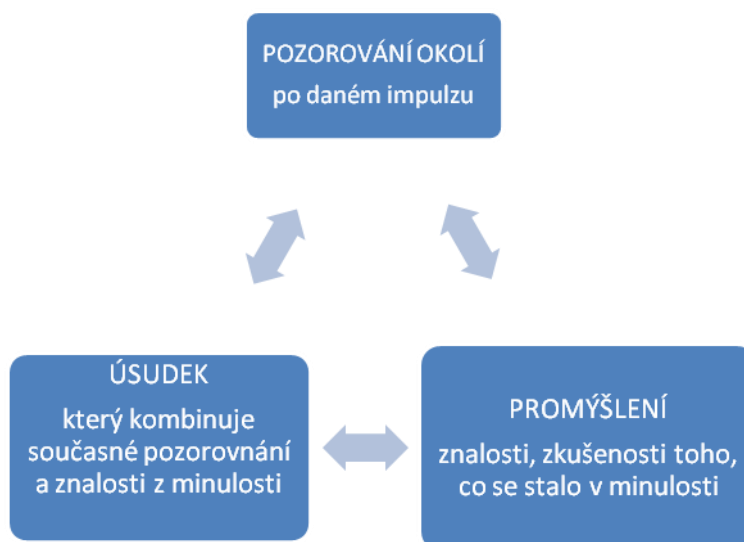 POZOROVÁNÍ OKOLÍ
po daném impulzu
ÚSUDEK
který kombinuje
současné pozorovnání
a znalosti z minulosti
PROMÝŠLENÍ
znalosti, zkušenosti toho,
co se stalo v minulosti